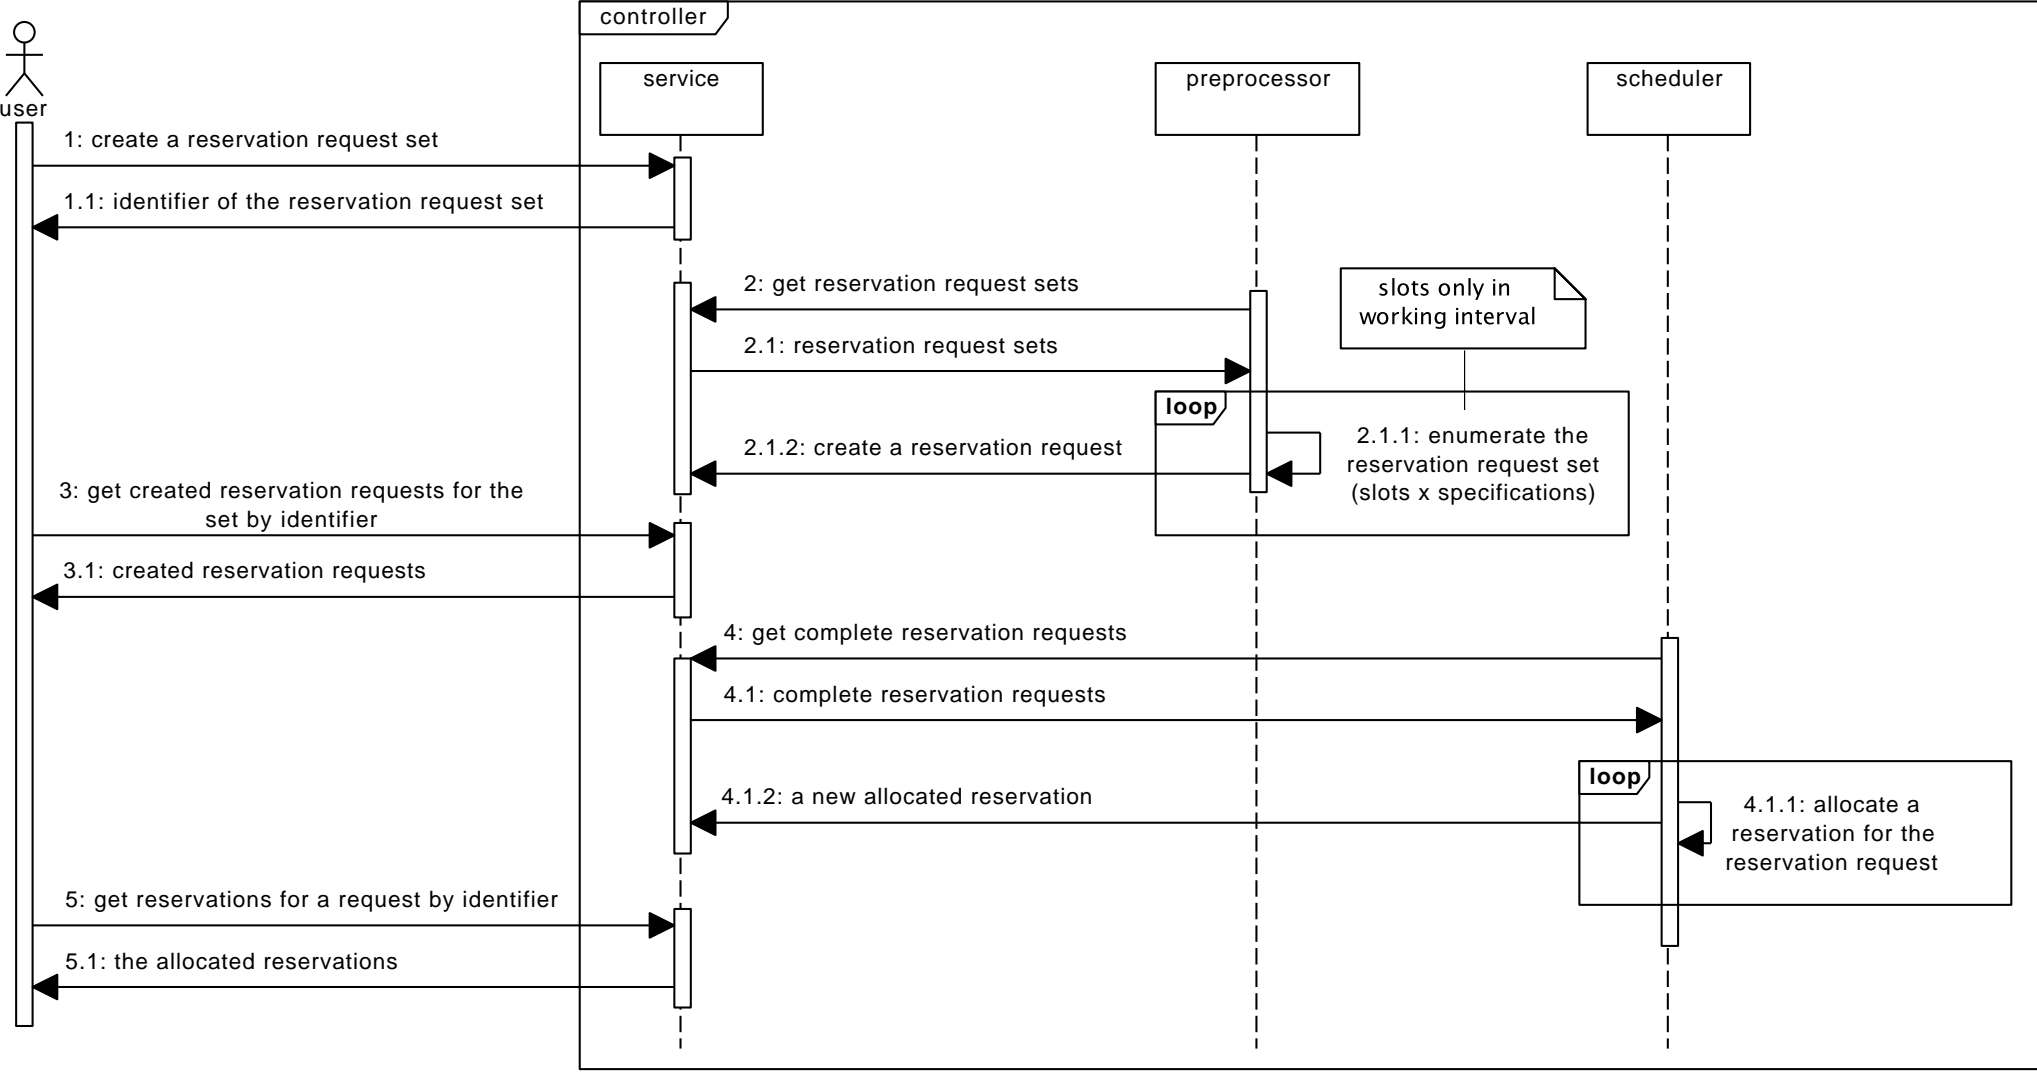 controller
user
service
preprocessor
scheduler
1: create a reservation request set
1.1: identifier of the reservation request set
2: get reservation request sets
slots only in
working interval
2.1: reservation request sets
loop
2.1.1: enumerate the
reservation request set
(slots x specifications)
2.1.2: create a reservation request
3: get created reservation requests for the
set by identifier
3.1: created reservation requests
4: get complete reservation requests
4.1: complete reservation requests
loop
4.1.1: allocate a
reservation for the
reservation request
4.1.2: a new allocated reservation
5: get reservations for a request by identifier
5.1: the allocated reservations